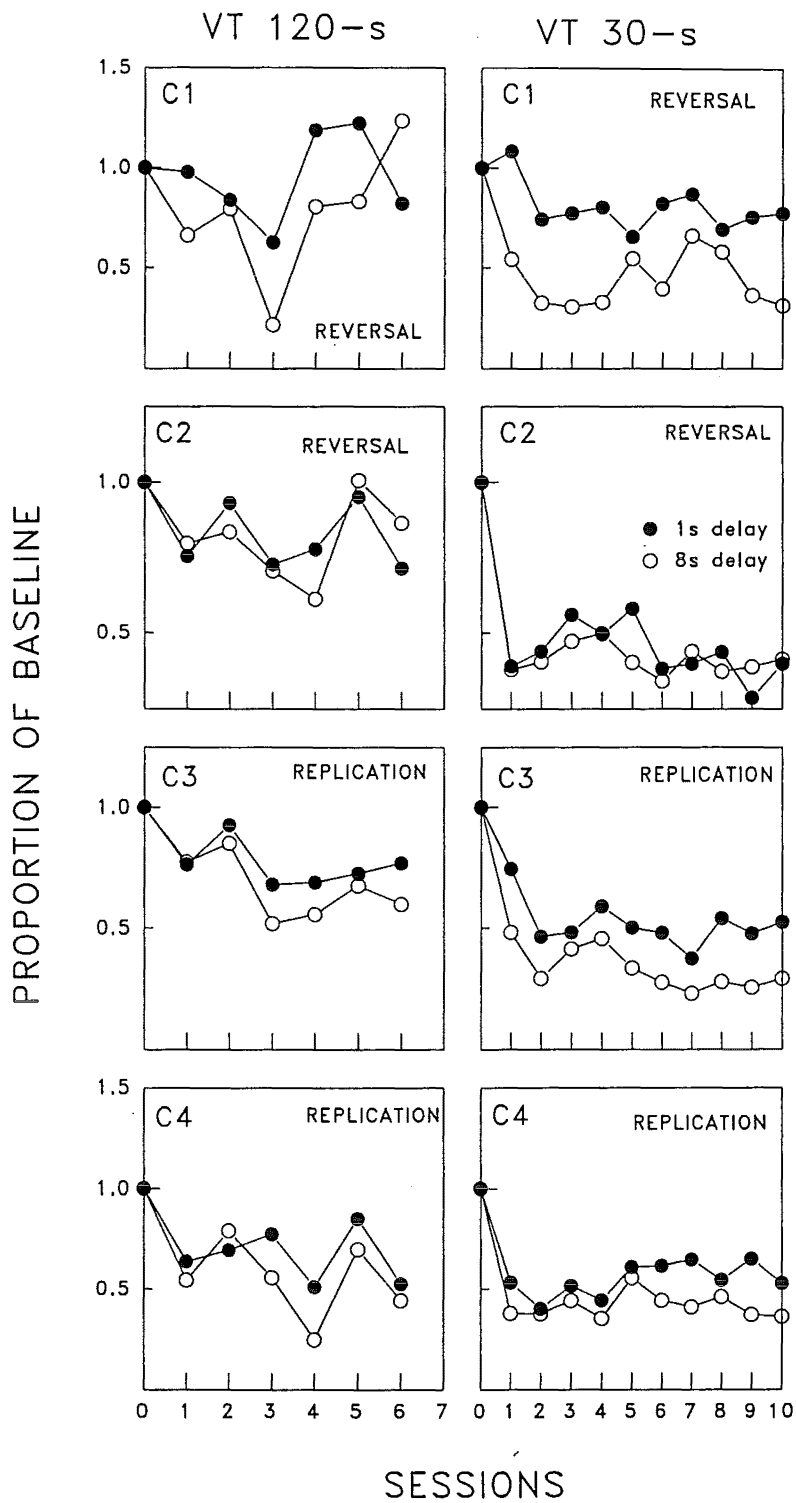 VT 120-s
VT 30-s
1.5
C1
C1
REVERSAL
1.0
0.5
REVERSAL
C2
REVERSAL
C2
REVERSAL
1.0
1s delay
8s delay
0.5
PROPORTION OF BASELINE
C3
REPLICATION
C3
REPLICATION
1.0
0.5
1.5
C4
REPLICATION
C4
REPLICATION
1.0
0.5
0 1 2 3 4 5 6 7
0 1 2 3 4 5 6 7 8 9 10
SESSIONS